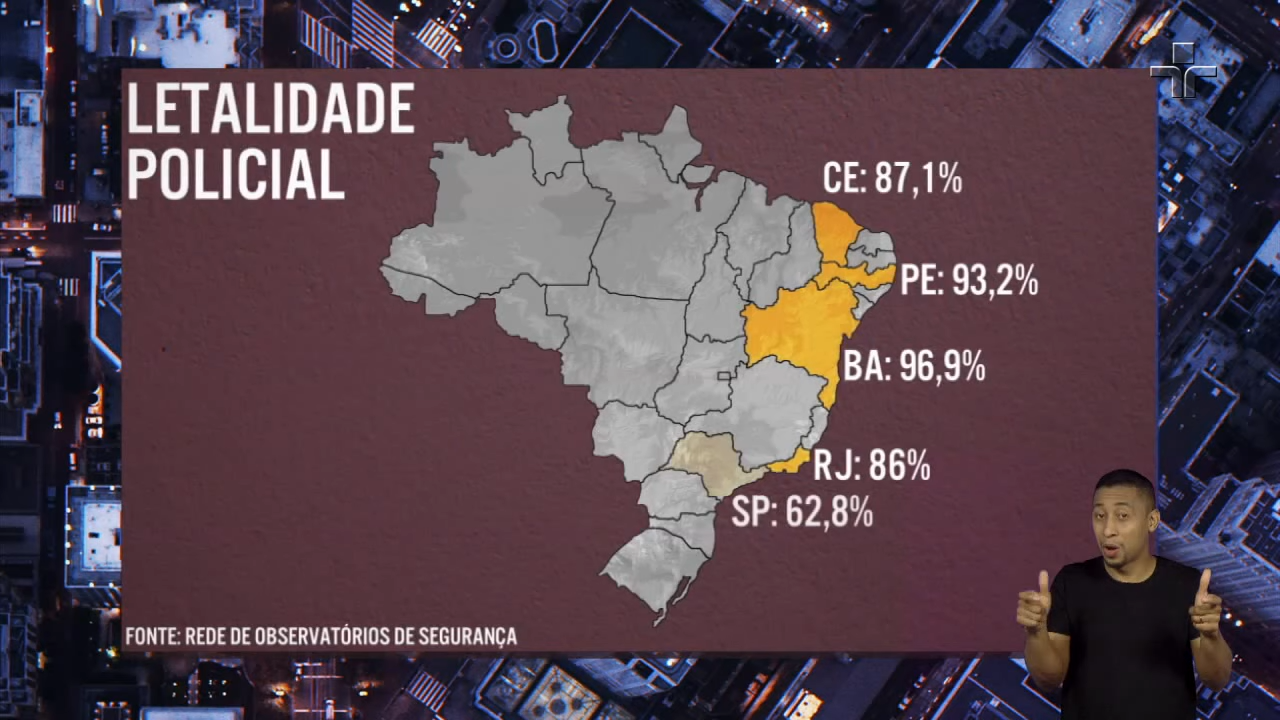 LETALIDADE
POLICIAL
CE: 87,1%
PE: 93,2%
BA: 96,9%
RJ: 86%
SP: 62,8%
FONTE: REDE DE OBSERVATÓRIOS DE SEGURANÇA